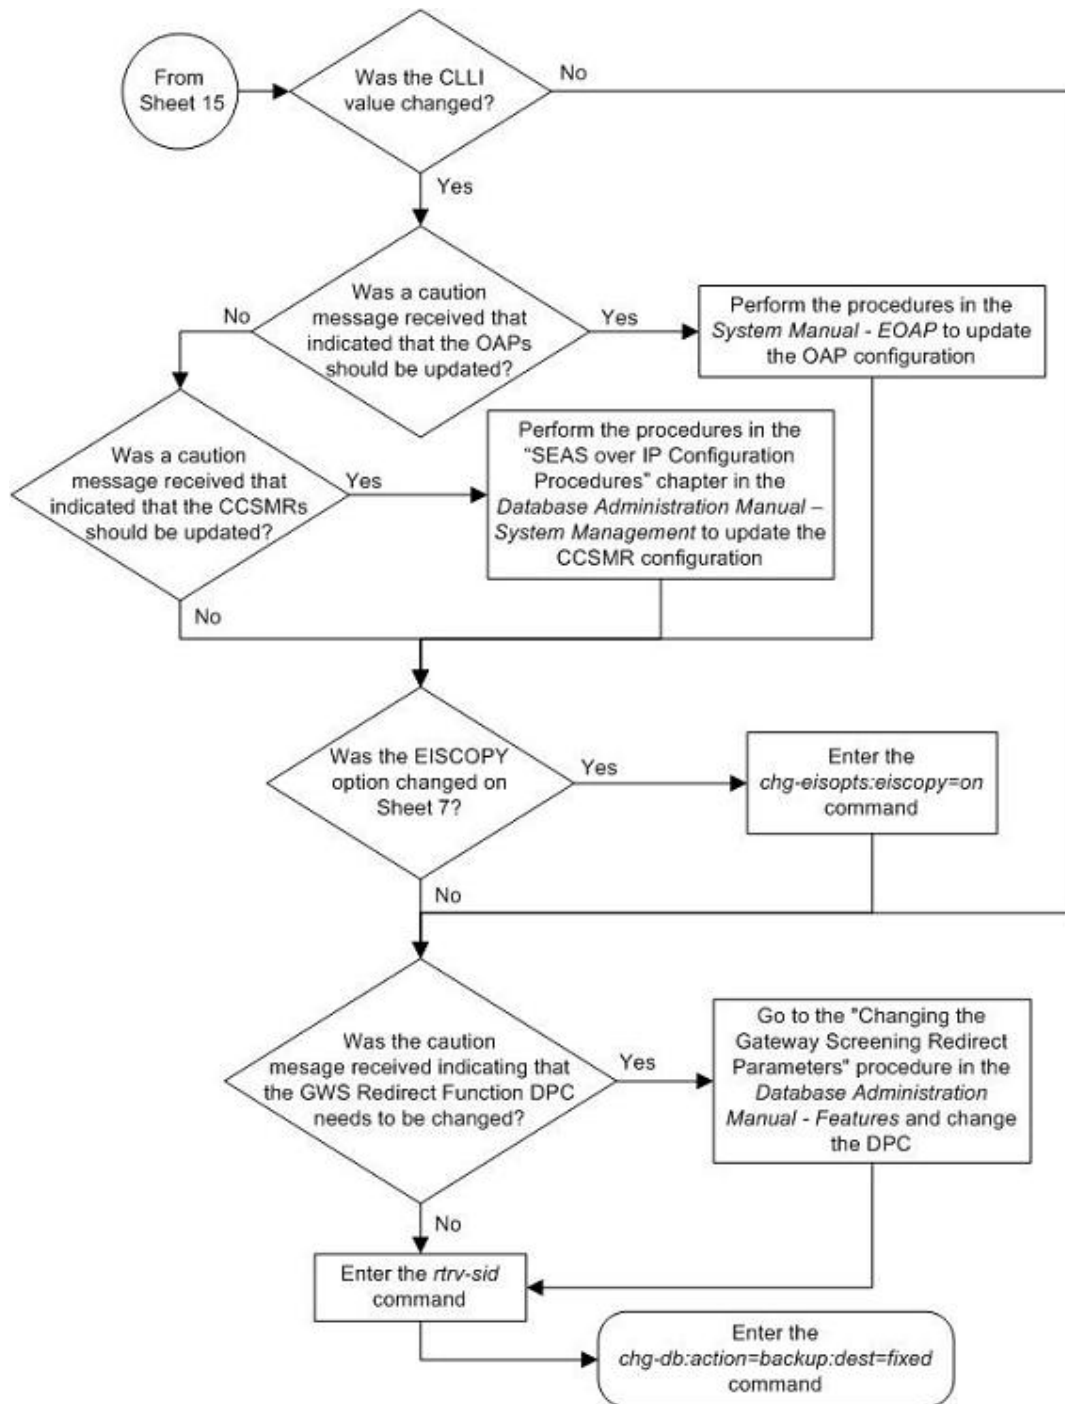 From
Sheet 15
Was the CLLI
value changed?
No
Yes
Was a caution
message received that
indicated that the OAPs
should be updated?
No
Yes
Perform the procedures in the
System Manual - EOAP to update
the OAP configuration
Was a caution
message received that
indicated that the CCSMRs
should be updated?
Yes
Perform the procedures in the
“SEAS over IP Configuration
Procedures” chapter in the
Database Administration Manual –
System Management to update the
CCSMR configuration
No
Was the EISCOPY
option changed on
Sheet 7?
Yes
Enter the
chg-eisopts:eiscopy=on
command
No
Was the caution
message received indicating that
the GWS Redirect Function DPC
needs to be changed?
Yes
Go to the "Changing the
Gateway Screening Redirect
Parameters" procedure in the
Database Administration
Manual - Features and change
the DPC
No
Enter the rtrv-sid
command
Enter the
chg-db:action=backup:dest=fixed
command